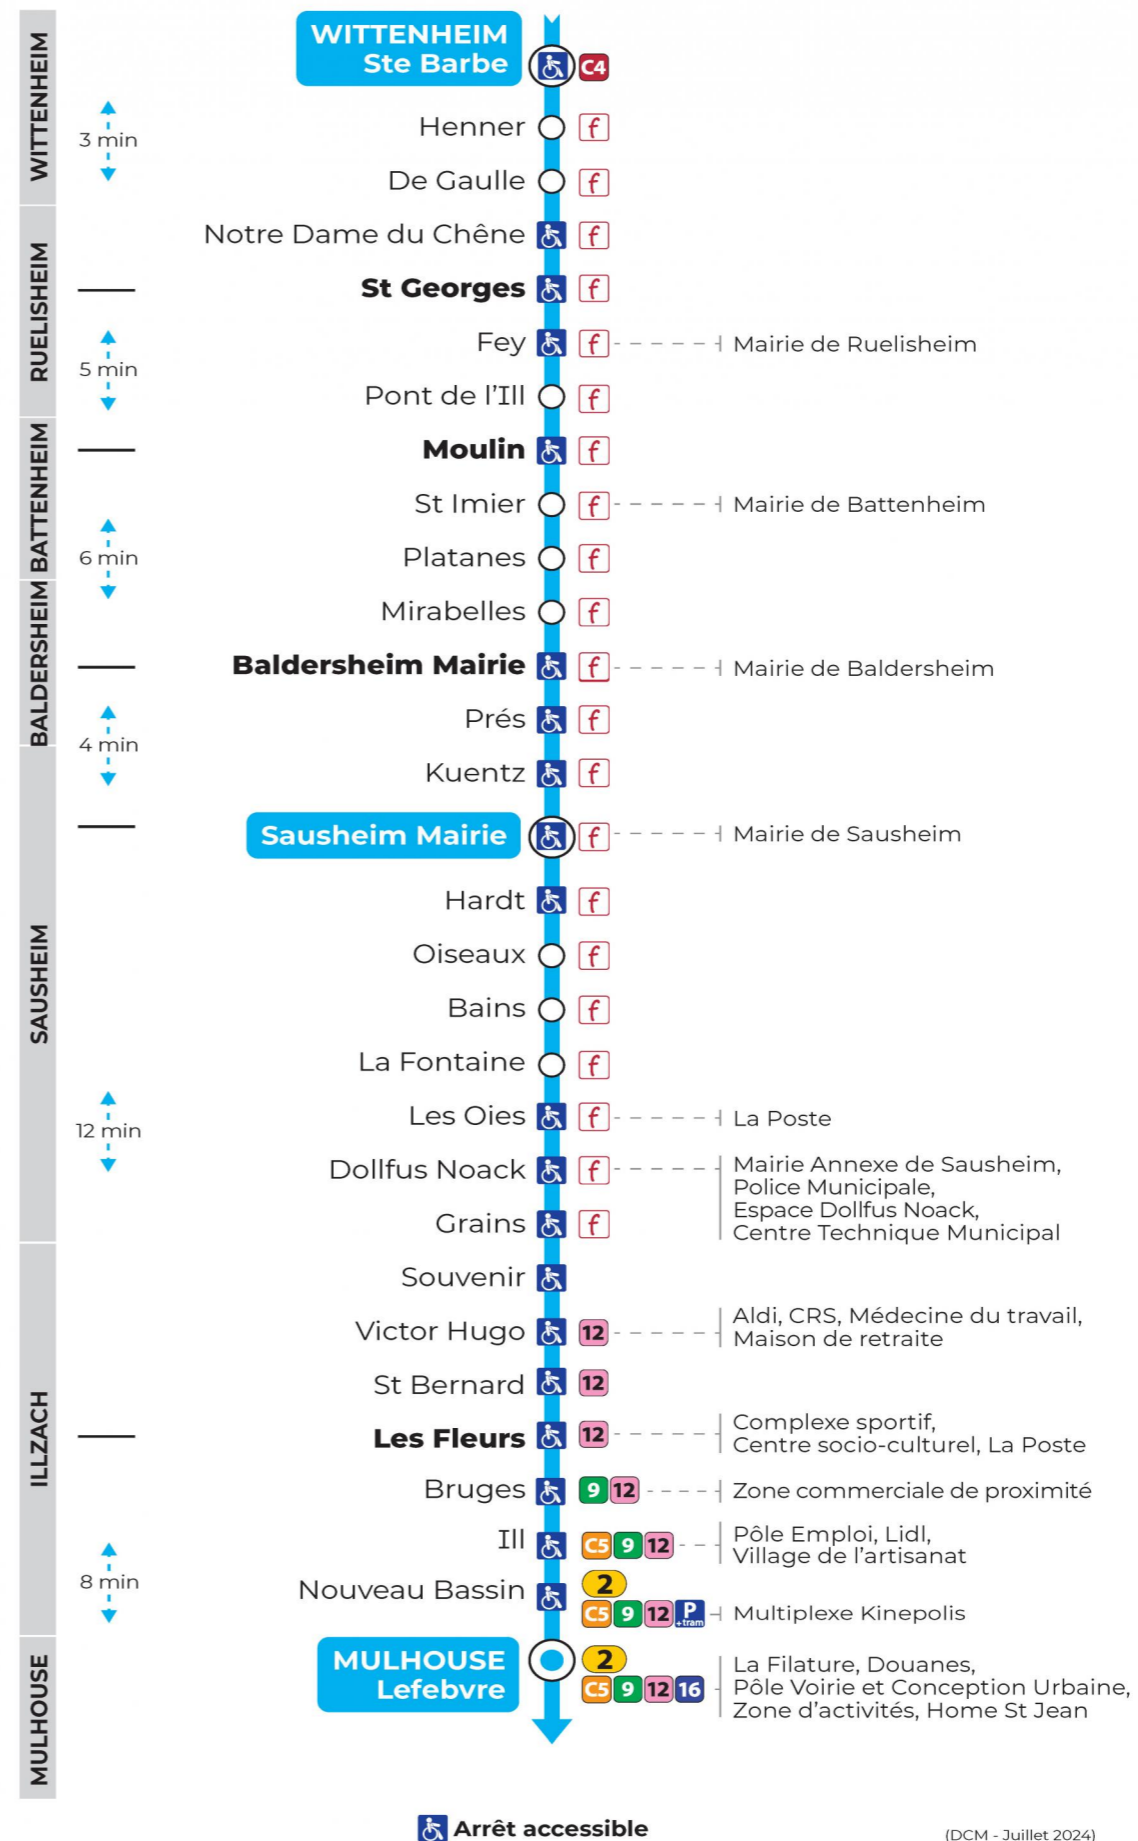 WITTENHEIM
WITTENHEIM
Ste Barbe
C4
3 min
Henner f
De Gaulle f
RUELISHEIM
Notre Dame du Chêne f
St Georges f
Fey f Mairie de Ruelisheim
5 min
Pont de l'Ill f
BATTENHEIM
Moulin f
St Imier f Mairie de Battenheim
6 min
Platanes f
BALDERSHEIM
Mirabelles f
Baldersheim Mairie f Mairie de Baldersheim
Prés f
4 min
Kuentz f
SAUSHEIM
Sausheim Mairie f Mairie de Sausheim
Hardt f
Oiseaux f
Bains f
La Fontaine f
Les Oies f La Poste
12 min
Dollfus Noack f
Mairie Annexe de Sausheim,
Police Municipale,
Espace Dollfus Noack,
Centre Technique Municipal
Grains f
ILLZACH
Souvenir
Victor Hugo 12
Aldi, CRS, Médecine du travail,
Maison de retraite
St Bernard 12
Les Fleurs 12
Complexe sportif,
Centre socio-culturel, La Poste
Bruges 9 12 Zone commerciale de proximité
Ill C5 9 12
Pôle Emploi, Lidl,
Village de l'artisanat
8 min
Nouveau Bassin 2
C5 9 12 P +tram Multiplexe Kinepolis
MULHOUSE
MULHOUSE
Lefebvre
2
C5 9 12 16
La Filature, Douanes,
Pôle Voirie et Conception Urbaine,
Zone d'activités, Home St Jean
Arrêt accessible
(DCM - Juillet 2024)